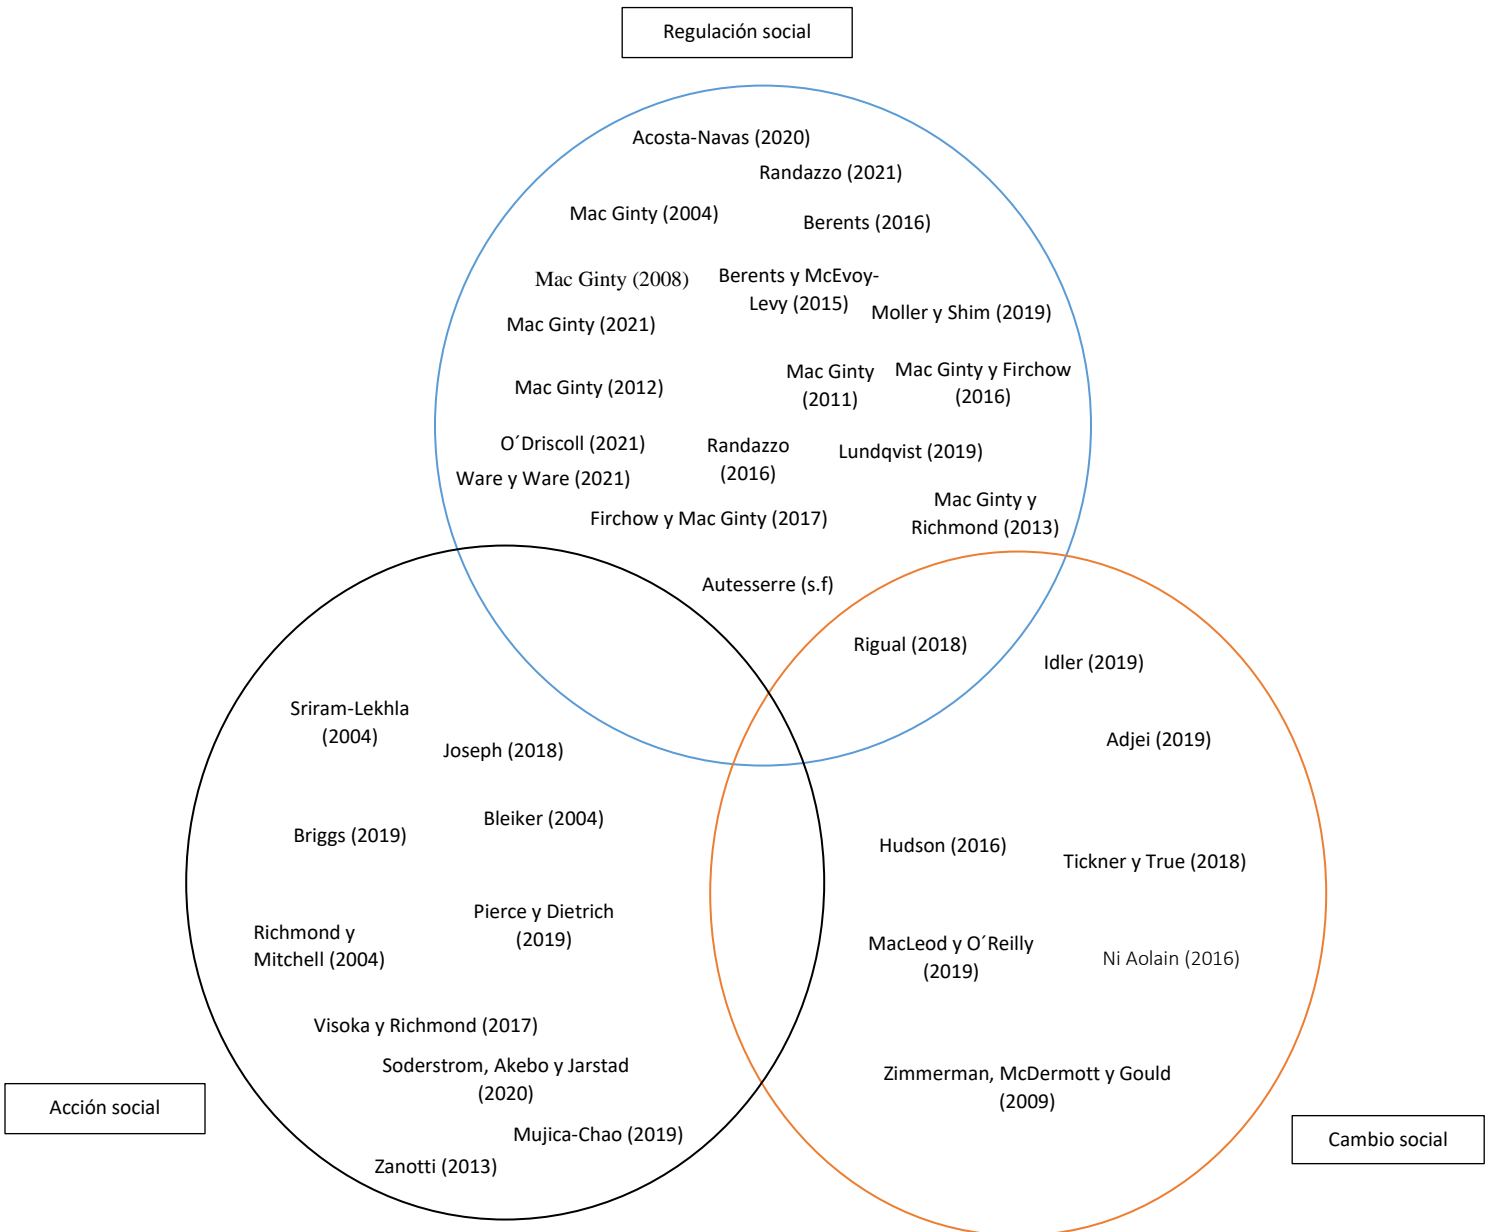 Regulación social
Acosta-Navas (2020)
Randazzo (2021)
Mac Ginty (2004)
Berents (2016)
Mac Ginty (2008)
Berents y McEvoy-
Levy (2015)
Moller y Shim (2019)
Mac Ginty (2021)
Mac Ginty (2012)
Mac Ginty
(2011)
Mac Ginty y Firchow
(2016)
O´Driscoll (2021)
Randazzo
(2016)
Lundqvist (2019)
Ware y Ware (2021)
Mac Ginty y
Richmond (2013)
Firchow y Mac Ginty (2017)
Autesserre (s.f)
Rigual (2018)
Idler (2019)
Sriram-Lekhla
(2004)
Joseph (2018)
Adjei (2019)
Briggs (2019)
Bleiker (2004)
Hudson (2016)
Tickner y True (2018)
Richmond y
Mitchell (2004)
Pierce y Dietrich
(2019)
MacLeod y O´Reilly
(2019)
Ni Aolain (2016)
Visoka y Richmond (2017)
Soderstrom, Akebo y Jarstad
(2020)
Zimmerman, McDermott y Gould
(2009)
Acción social
Mujica-Chao (2019)
Cambio social
Zanotti (2013)